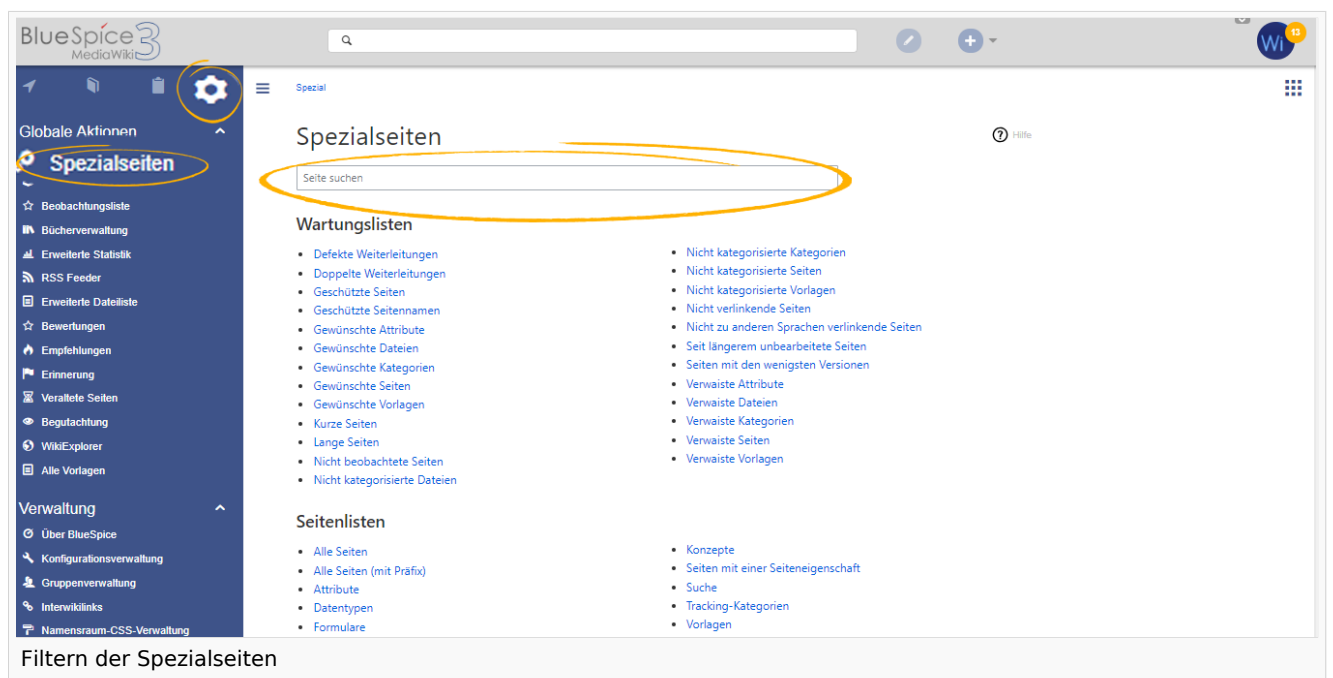 BlueSpice 3
MediaWiki
Wi
13
Spezial
Globale Aktionen
Spezialseiten
Beobachtungsliste
Bücherverwaltung
Erweiterte Statistik
RSS Feeder
Erweiterte Dateiliste
Bewertungen
Empfehlungen
Erinnerung
Veraltete Seiten
Begutachtung
WikiExplorer
Alle Vorlagen
Verwaltung
Über BlueSpice
Konfigurationsverwaltung
Gruppenverwaltung
Interwikilinks
Namensraum-CSS-Verwaltung
Spezialseiten
Hilfe
Seite suchen
Wartungslisten
Defekte Weiterleitungen
Doppelte Weiterleitungen
Geschützte Seiten
Geschützte Seitennamen
Gewünschte Attribute
Gewünschte Dateien
Gewünschte Kategorien
Gewünschte Seiten
Gewünschte Vorlagen
Kurze Seiten
Lange Seiten
Nicht beobachtete Seiten
Nicht kategorisierte Dateien
Nicht kategorisierte Kategorien
Nicht kategorisierte Seiten
Nicht kategorisierte Vorlagen
Nicht verlinkende Seiten
Nicht zu anderen Sprachen verlinkende Seiten
Seit längerem unbearbeitete Seiten
Seiten mit den wenigsten Versionen
Verwaiste Attribute
Verwaiste Dateien
Verwaiste Kategorien
Verwaiste Seiten
Verwaiste Vorlagen
Seitenlisten
Alle Seiten
Alle Seiten (mit Präfix)
Attribute
Datentypen
Formulare
Konzepte
Seiten mit einer Seiteneigenschaft
Suche
Tracking-Kategorien
Vorlagen
Filtern der Spezialseiten